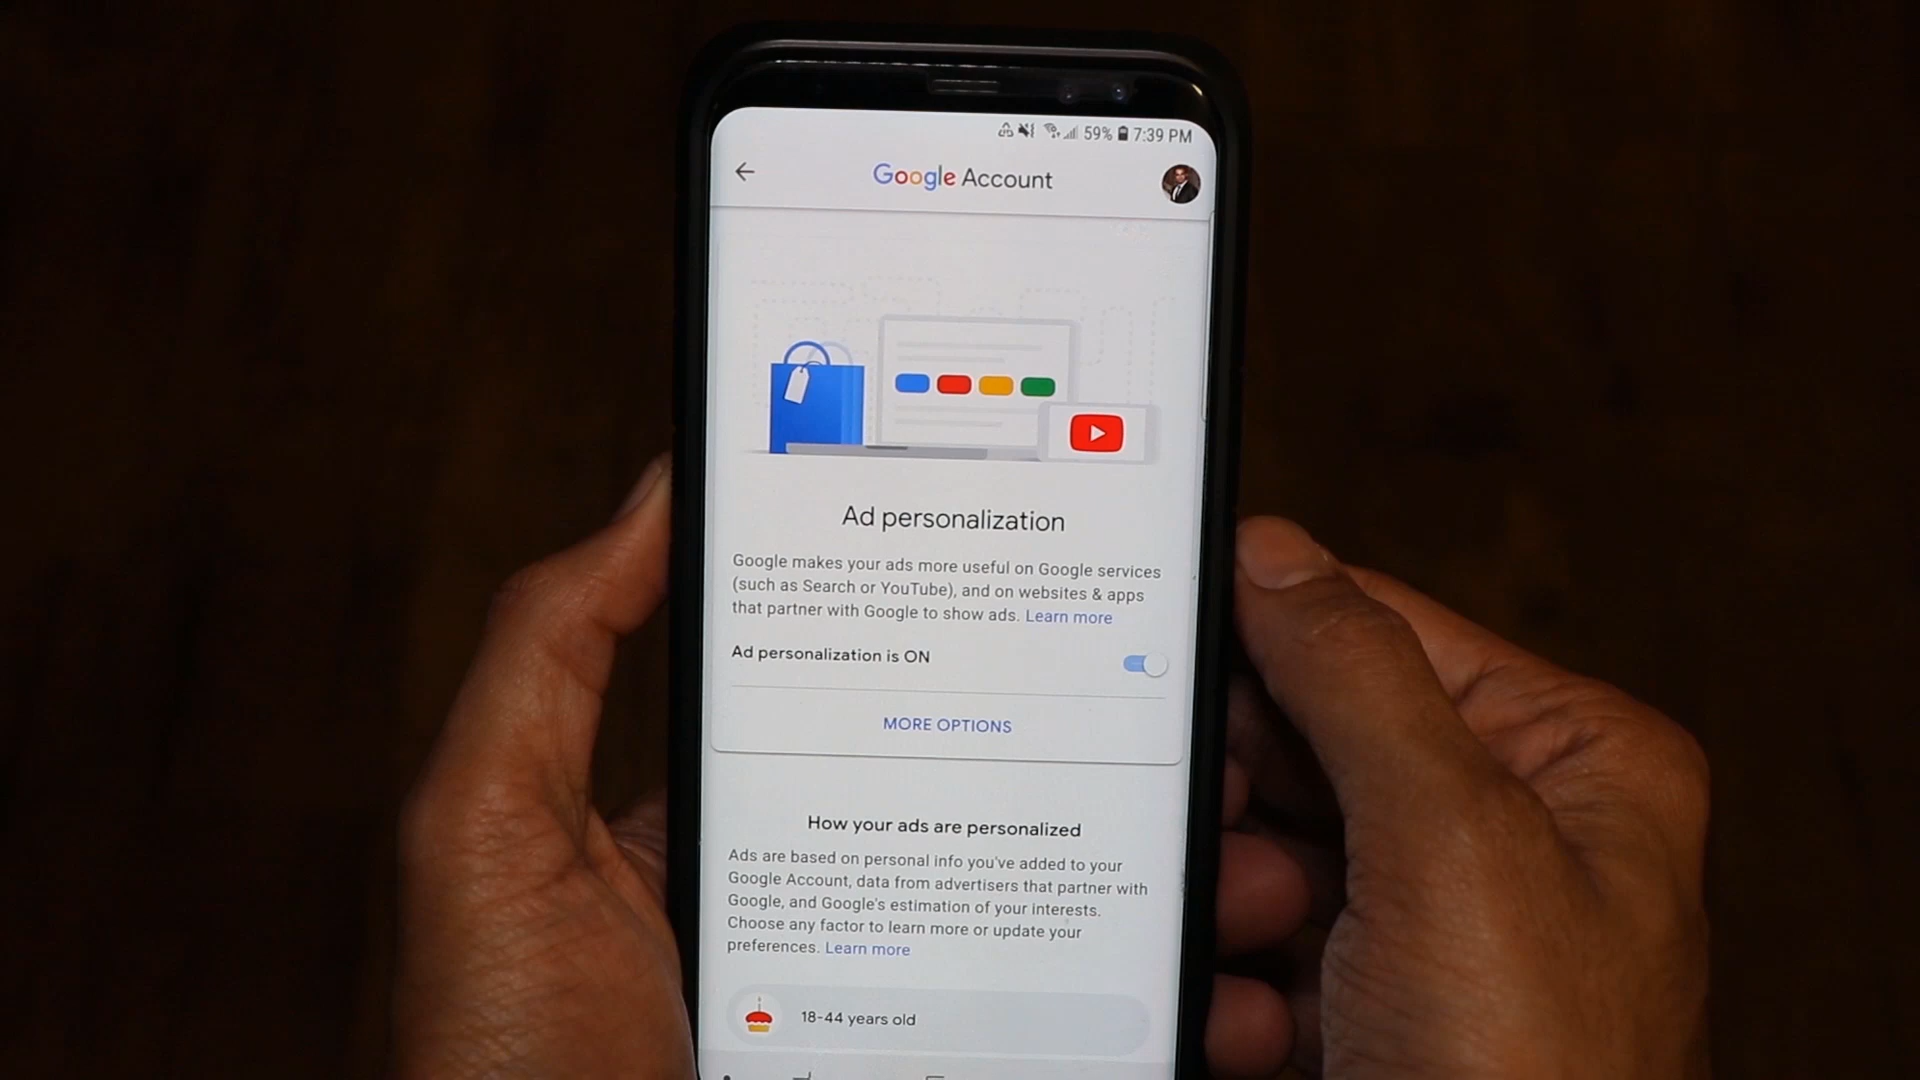 59% 7:39 PM
Google Account
Ad personalization
Google makes your ads more useful on Google services
(such as Search or YouTube), and on websites & apps
that partner with Google to show ads. Learn more
Ad personalization is ON
MORE OPTIONS
How your ads are personalized
Ads are based on personal info you've added to your
Google Account, data from advertisers that partner with
Google, and Google's estimation of your interests.
Choose any factor to learn more or update your
preferences. Learn more
18-44 years old